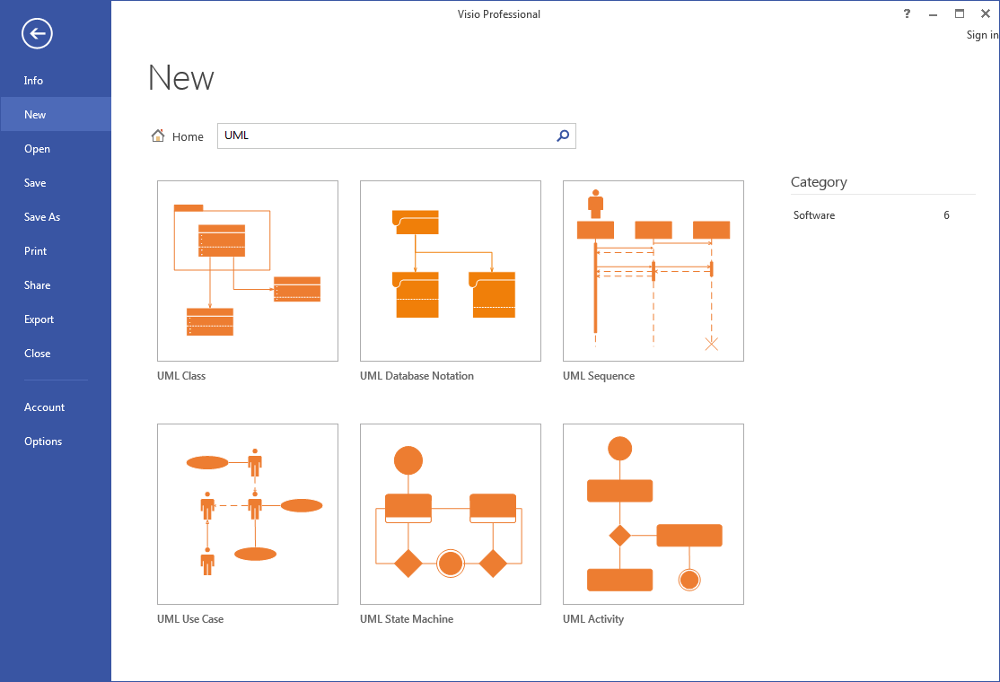 Visio Professional
?
Sign in
Info
New
Open
Save
Save As
Print
Share
Export
Close
Account
Options
New
Home
UML
UML Class
UML Database Notation
UML Sequence
UML Use Case
UML State Machine
UML Activity
Category
Software 6